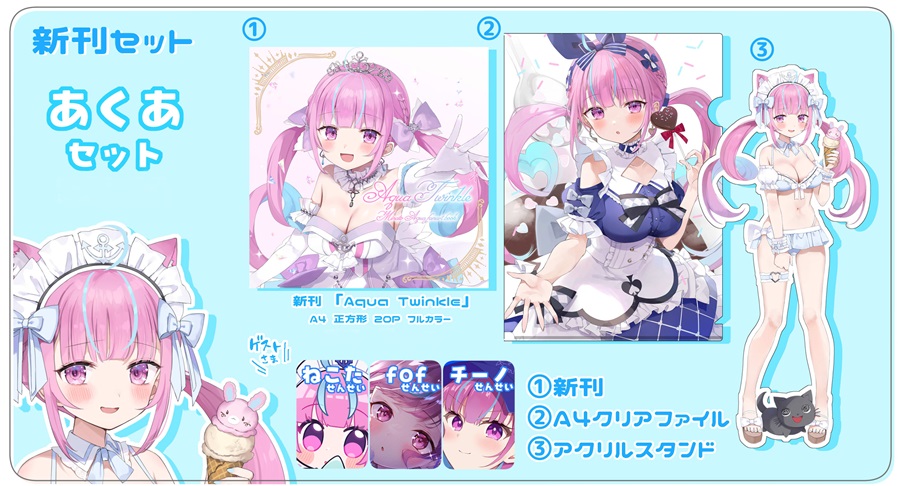 新刊セット
あくあ
セット
①
②
③
Aqua Twinkle
新刊 「Aqua Twinkle」
A4 正方形 20P フルカラー
ゲスト
さま
ねこた
せんせい
fof
せんせい
チーノ
せんせい
①新刊
②A4クリアファイル
③アクリルスタンド